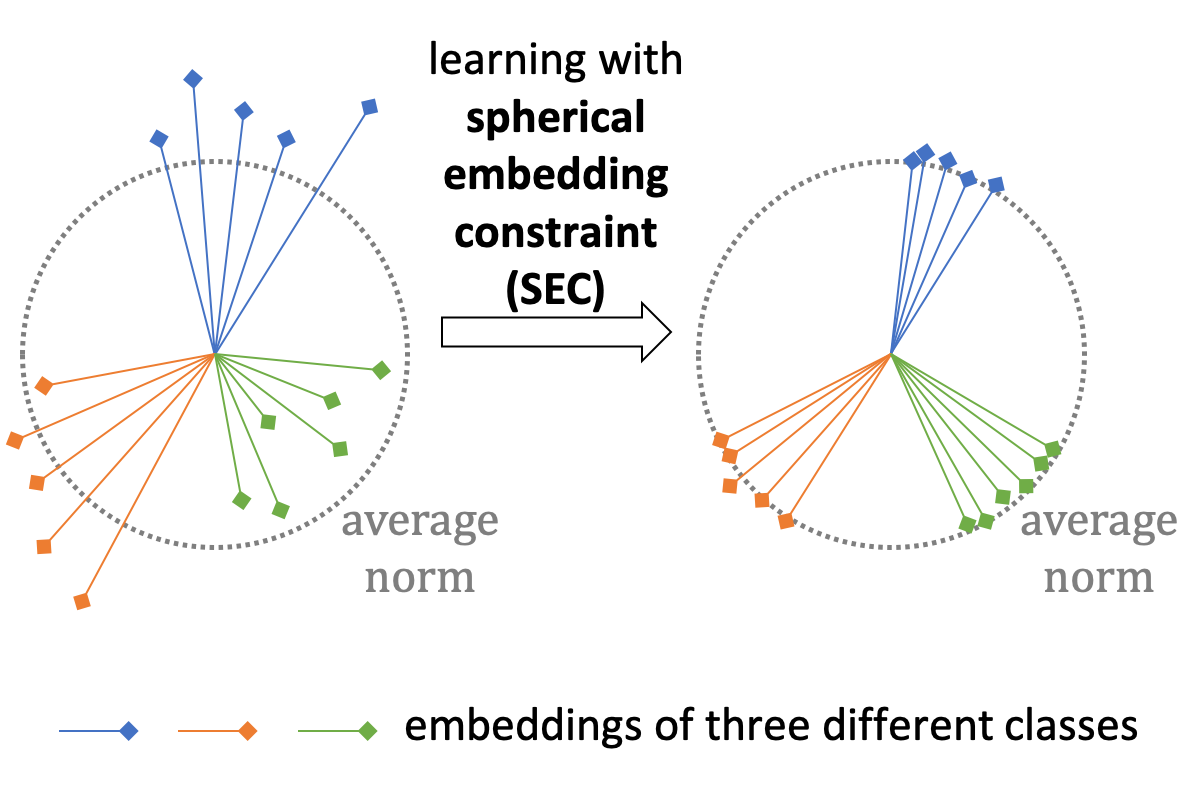 learning with
spherical
embedding
constraint
(SEC)
average
norm
average
norm
embeddings of three different classes